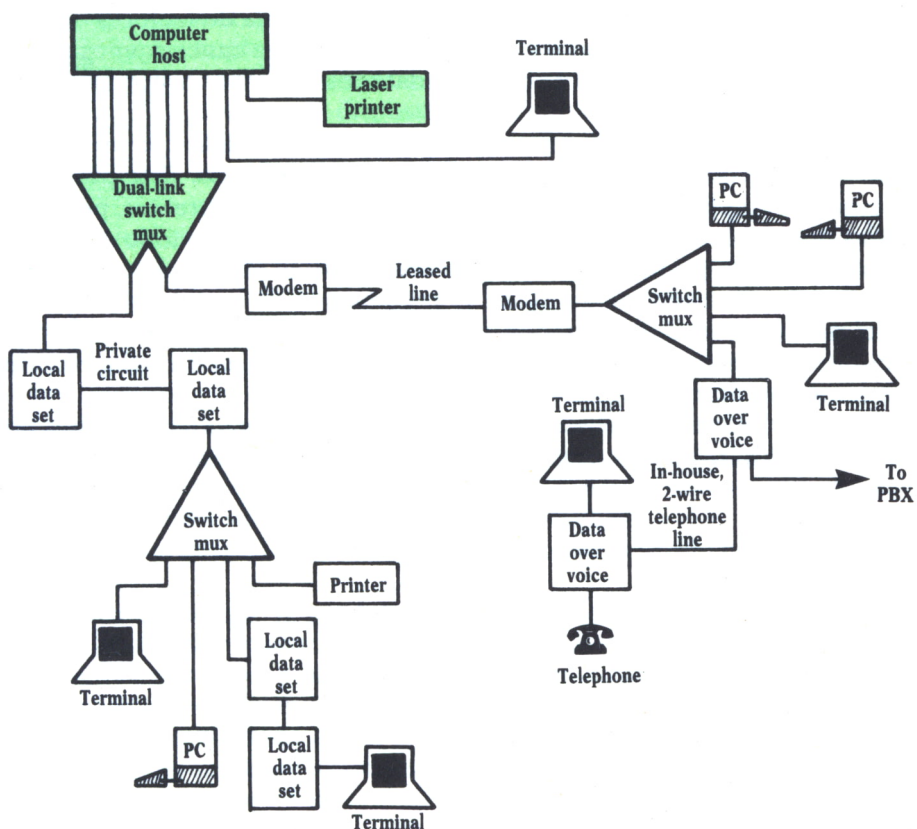 Computer
host
Laser
printer
Terminal
Dual-link
switch
mux
PC
PC
Modem
Leased
line
Modem
Switch
mux
Terminal
Local
data
set
Private
circuit
Local
data
set
Data
over
voice
To
PBX
Terminal
In-house,
2-wire
telephone
line
Data
over
voice
Telephone
Switch
mux
Printer
Terminal
Local
data
set
PC
Local
data
set
Terminal